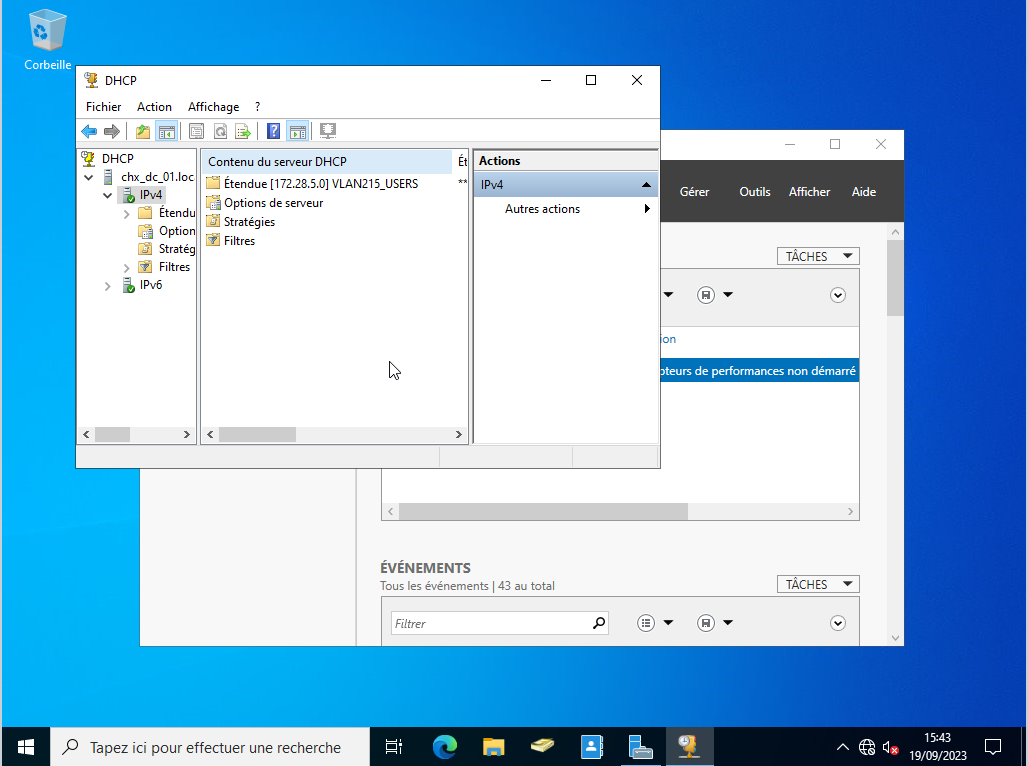 Corbeille
DHCP
Fichier Action Affichage ?
DHCP
chx_dc_01.loc
IPv4
Étendu
Option
Stratég
Filtres
IPv6
Contenu du serveur DHCP Ét
Étendue [172.28.5.0] VLAN215_USERS **
Options de serveur
Stratégies
Filtres
Actions
IPv4
Autres actions
Gérer Outils Afficher Aide
TÂCHES
ion
pteurs de performances non démarré
ÉVÉNEMENTS
Tous les événements | 43 au total
TÂCHES
Filtrer
Tapez ici pour effectuer une recherche
15:43
19/09/2023